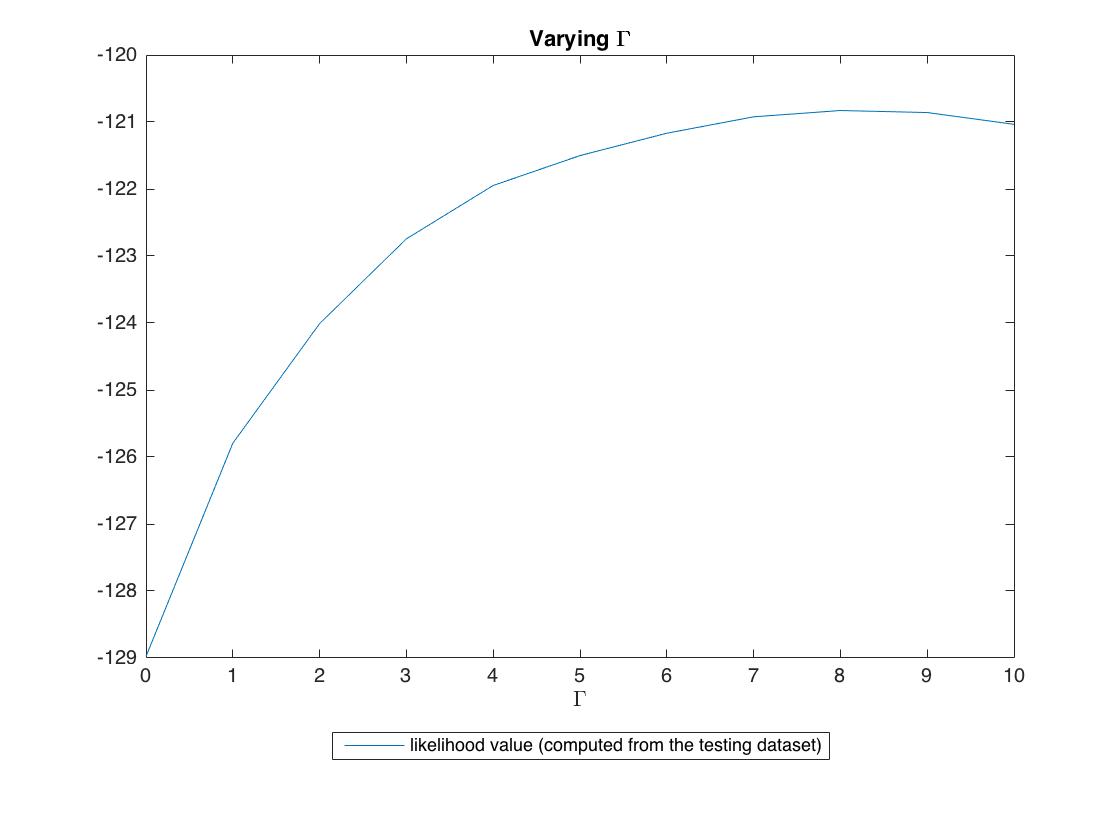 Varying Γ
-120
-121
-122
-123
-124
-125
-126
-127
-128
-129
0 1 2 3 4 5 6 7 8 9 10
Γ
likelihood value (computed from the testing dataset)